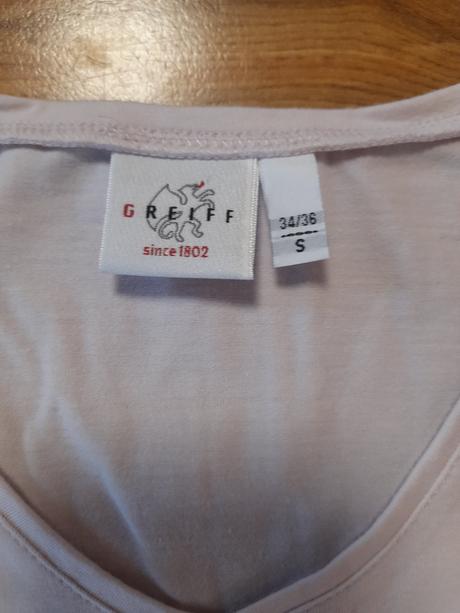 GREIFF
since 1802
34/36
S